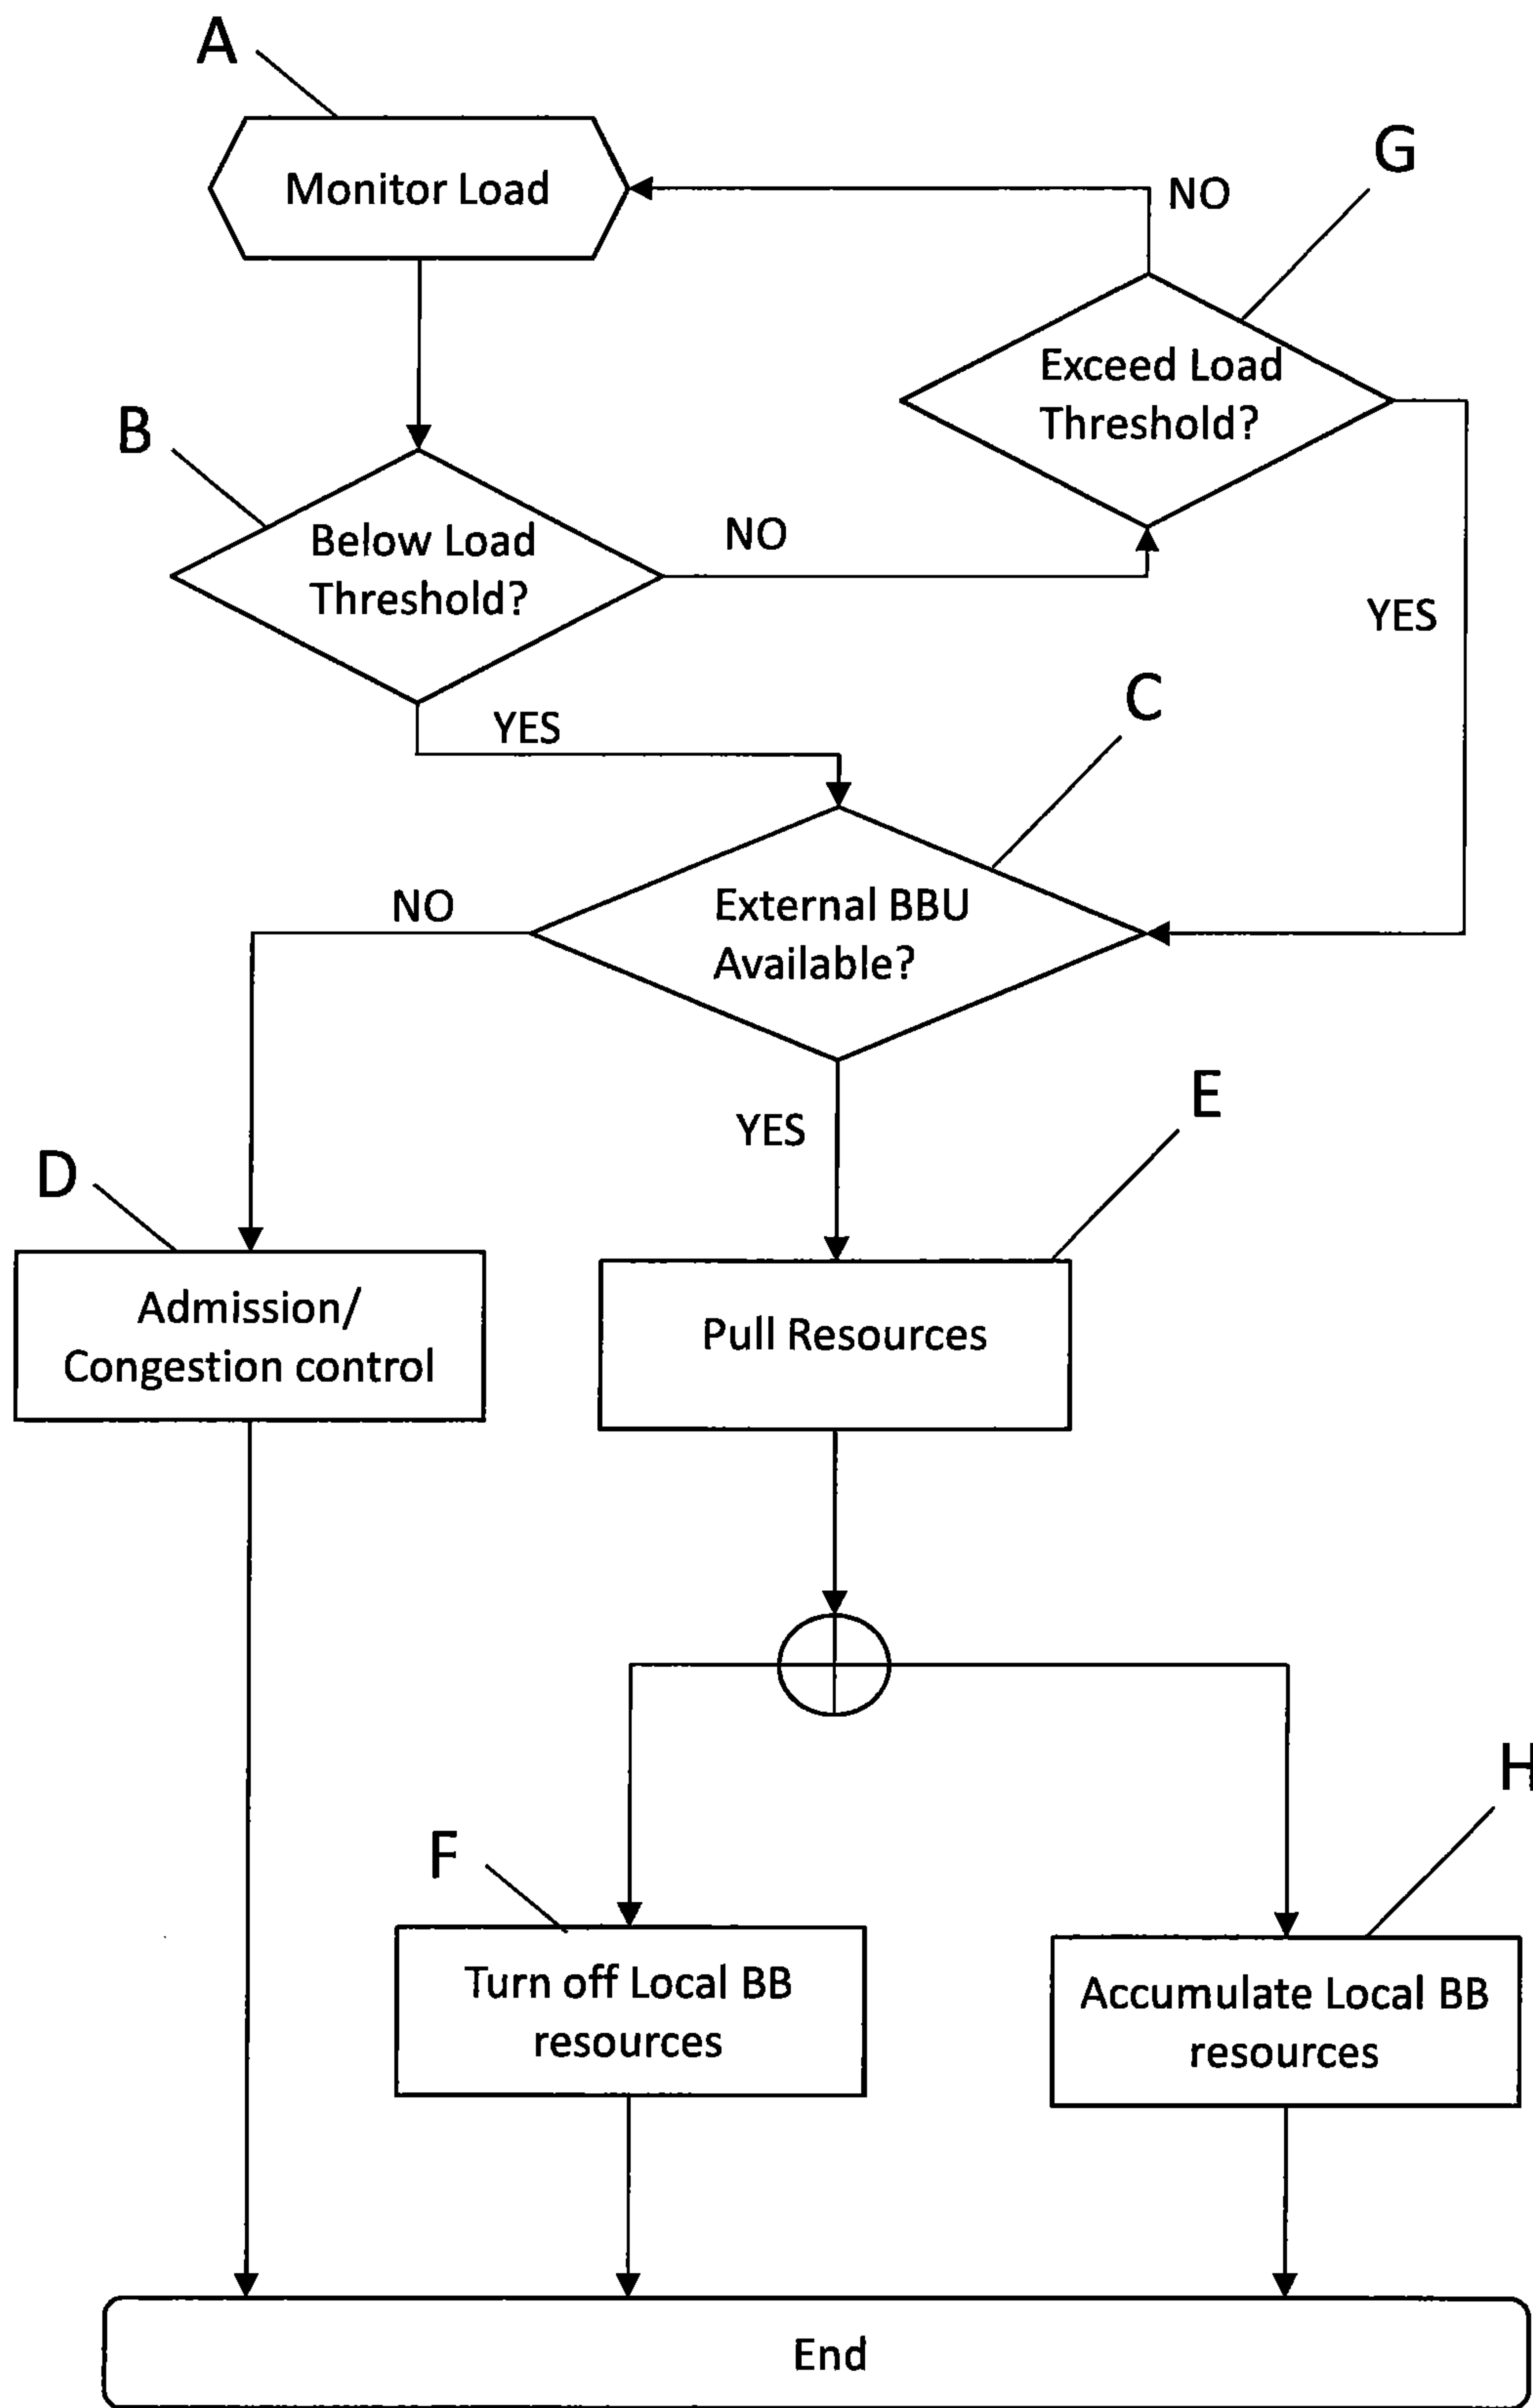 A
Monitor Load
NO
G
Exceed Load
Threshold?
B
Below Load
Threshold?
NO
YES
YES
C
NO
External BBU
Available?
YES
E
D
Admission/
Congestion control
Pull Resources
H
F
Turn off Local BB
resources
Accumulate Local BB
resources
End